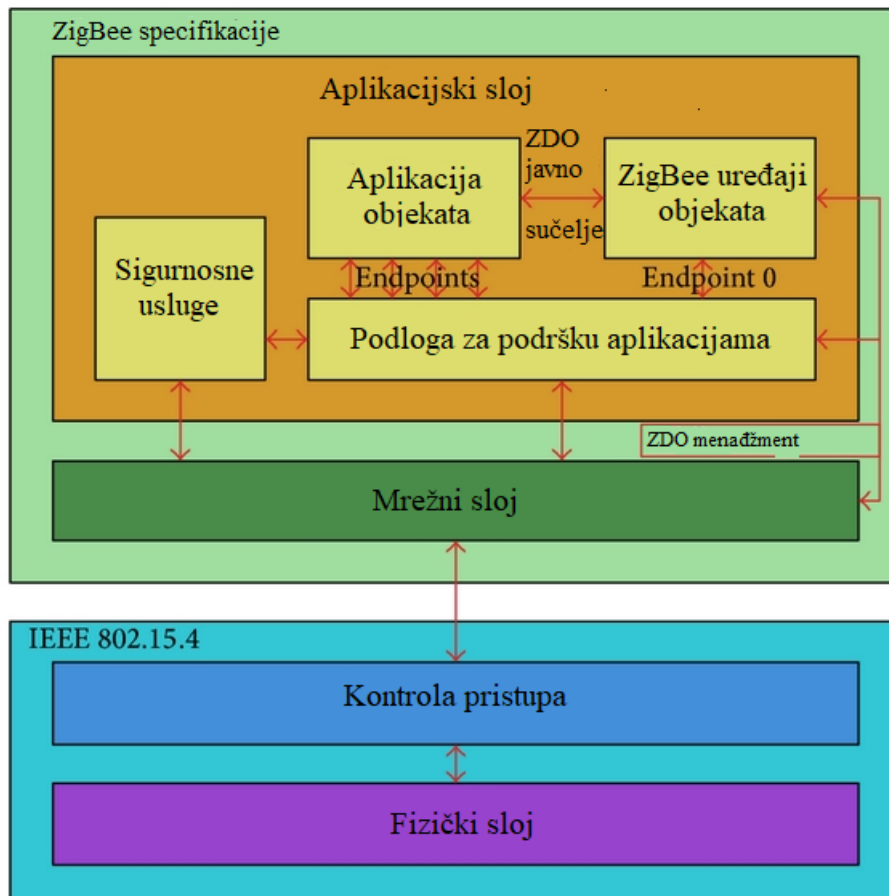 ZigBee specifikacije
Aplikacijski sloj
Aplikacija
objekata
ZDO
javno
sučelje
ZigBee uređaji
objekata
Sigurnosne
usluge
Endpoints
Endpoint 0
Podloga za podršku aplikacijama
ZDO menadžment
Mrežni sloj
IEEE 802.15.4
Kontrola pristupa
Fizički sloj